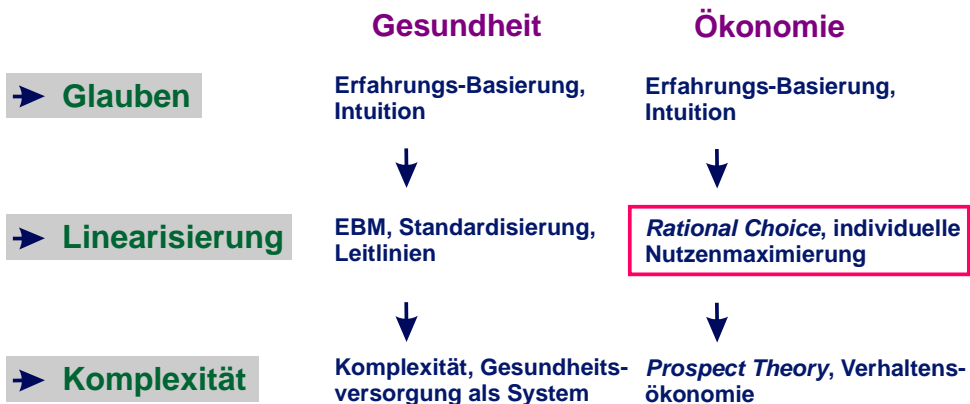 Gesundheit Ökonomie
Glauben
Erfahrungs-Basierung,
Intuition
Erfahrungs-Basierung,
Intuition
Linearisierung
EBM, Standardisierung,
Leitlinien
Rational Choice, individuelle
Nutzenmaximierung
Komplexität
Komplexität, Gesundheits-
versorgung als System
Prospect Theory, Verhaltens-
ökonomie